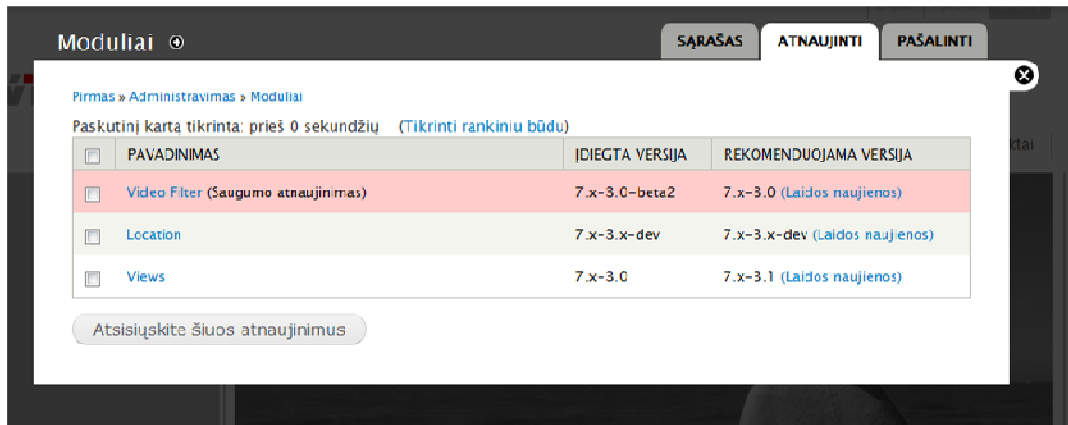 Moduliai
SĄRAŠAS
ATNAUJINTI
PAŠALINTI
Pirmas » Administravimas » Moduliai
Paskutinį kartą tikrinta: prieš 0 sekundžių (Tikrinti rankiniu būdu)
PAVADINIMAS ĮDIEGTA VERSIJA REKOMENDUOJAMA VERSIJA
Video Filter (Saugumo atnaujinimas) 7.x-3.0-beta2 7.x-3.0 (Laidos naujienos)
Location 7.x-3.x-dev 7.x-3.x-dev (Laidos naujienos)
Views 7.x-3.0 7.x-3.1 (Laidos naujienos)
Atsisiųskite šiuos atnaujinimus